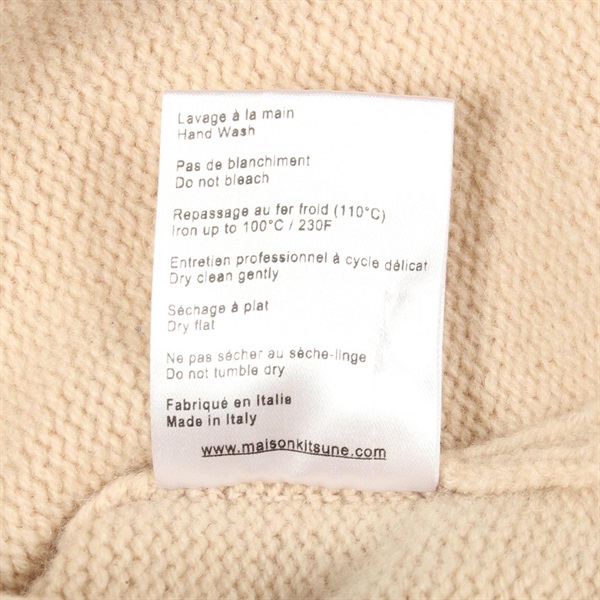 Lavage à la main
Hand Wash
Pas de blanchiment
Do not bleach
Repassage au fer froid (110°C)
Iron up to 100°C / 230F
Entretien professionnel à cycle délicat
Dry clean gently
Séchage à plat
Dry flat
Ne pas sécher au sèche-linge
Do not tumble dry
Fabriqué en Italie
Made in Italy
www.maisonkitsune.com